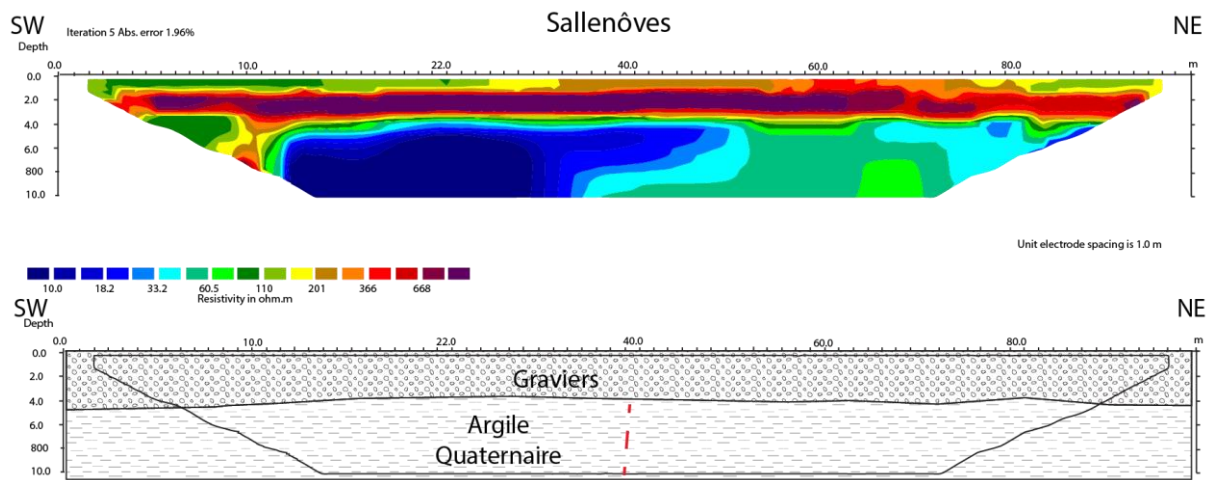 SW
Sallenôves
NE
Iteration 5 Abs. error 1.96%
Depth
0.0 10.0 22.0 40.0 60.0 80.0 m
0.0
2.0
4.0
6.0
800
10.0
Unit electrode spacing is 1.0 m
10.0 18.2 33.2 60.5 110 201 366 668
Resistivity in ohm.m
SW
NE
Depth
0.0 10.0 22.0 40.0 60.0 80.0 m
0.0
2.0
4.0
6.0
800
10.0
Graviers
Argile
Quaternaire